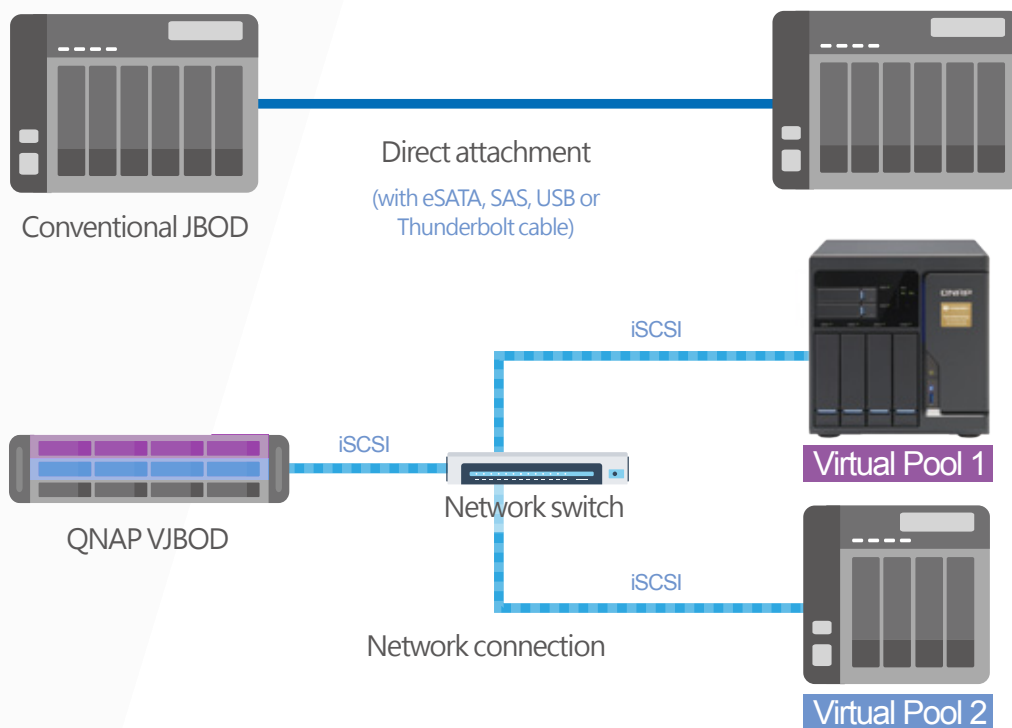 Direct attachment
(with eSATA, SAS, USB or
Thunderbolt cable)
Conventional JBOD
QNAP
iSCSI
iSCSI
Virtual Pool 1
Network switch
QNAP VJBOD
iSCSI
Network connection
Virtual Pool 2